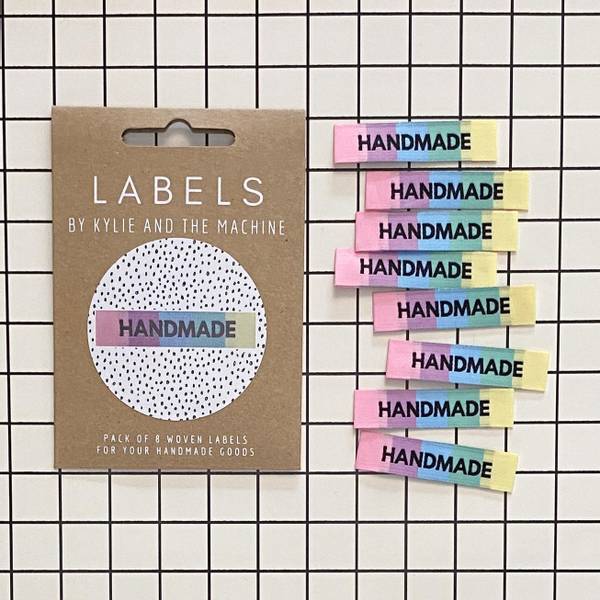 LABELS
BY KYLIE AND THE MACHINE
HANDMADE
PACK OF 8 WOVEN LABELS
FOR YOUR HANDMADE GOODS
HANDMADE
HANDMADE
HANDMADE
HANDMADE
HANDMADE
HANDMADE
HANDMADE
HANDMADE